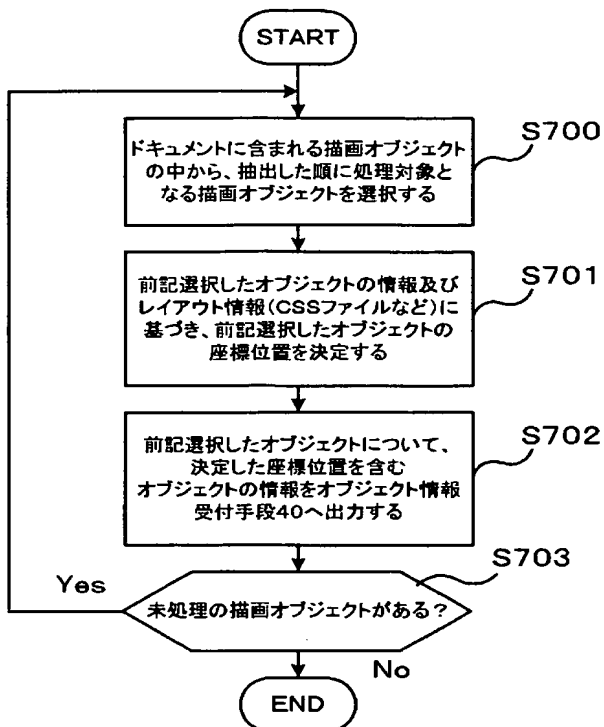 START
ドキュメントに含まれる描画オブジェクト
の中から、抽出した順に処理対象と
なる描画オブジェクトを選択する
S700
前記選択したオブジェクトの情報及び
レイアウト情報(CSSファイルなど)に
基づき、前記選択したオブジェクトの
座標位置を決定する
S701
前記選択したオブジェクトについて、
決定した座標位置を含む
オブジェクトの情報をオブジェクト情報
受付手段40へ出力する
S702
S703
Yes
未処理の描画オブジェクトがある?
No
END